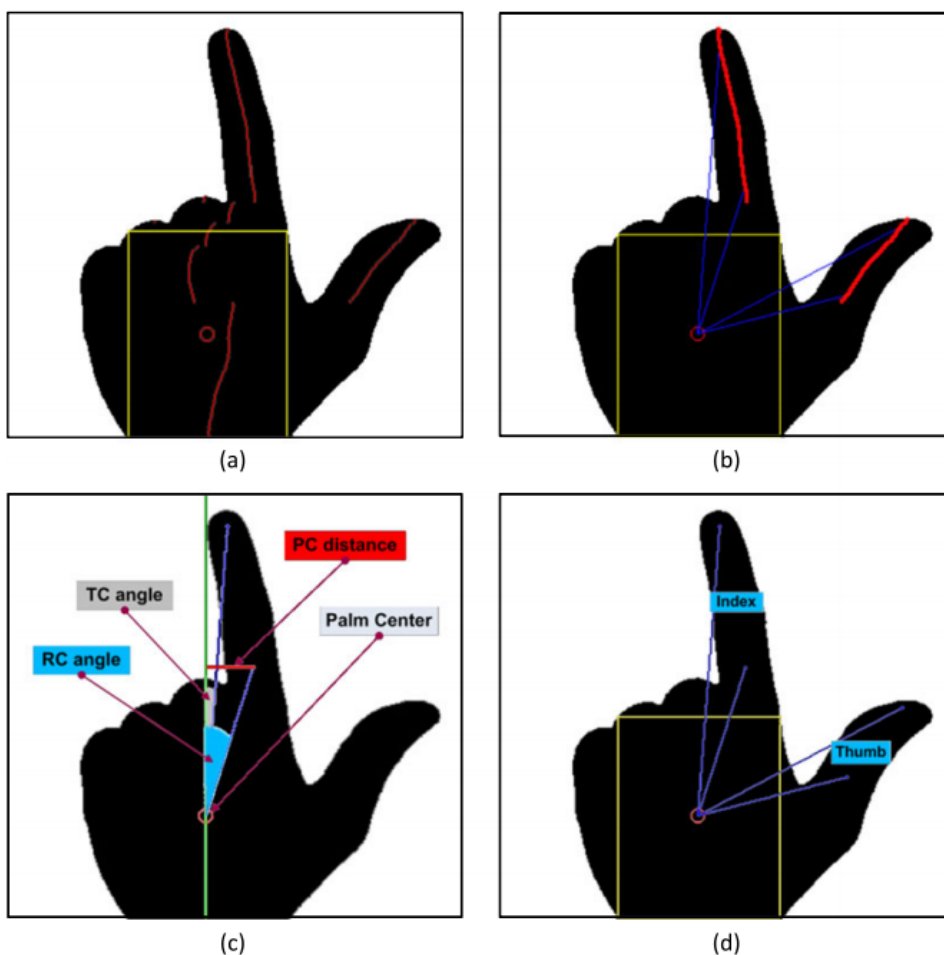 (a)
(b)
PC distance
TC angle
Palm Center
RC angle
Index
Thumb
(c)
(d)